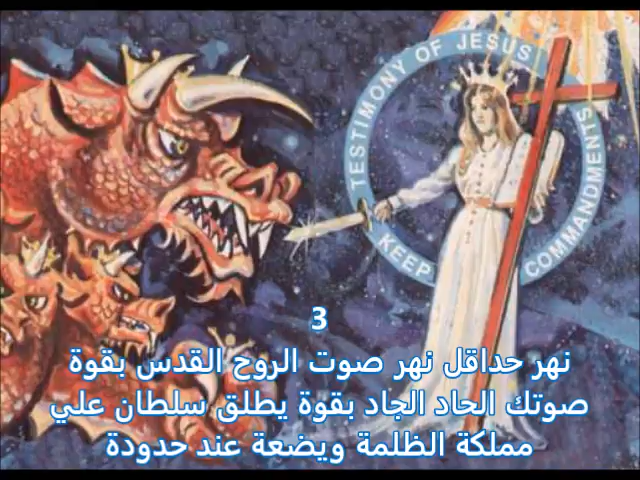 TESTIMONY OF JESUS
KEEP COMMANDMENTS
3
نهر حداقل نهر صوت الروح القدس بقوة
صوتك الحاد الجاد بقوة يطلق سلطان علي
مملكة الظلمة ويضعة عند حدودة